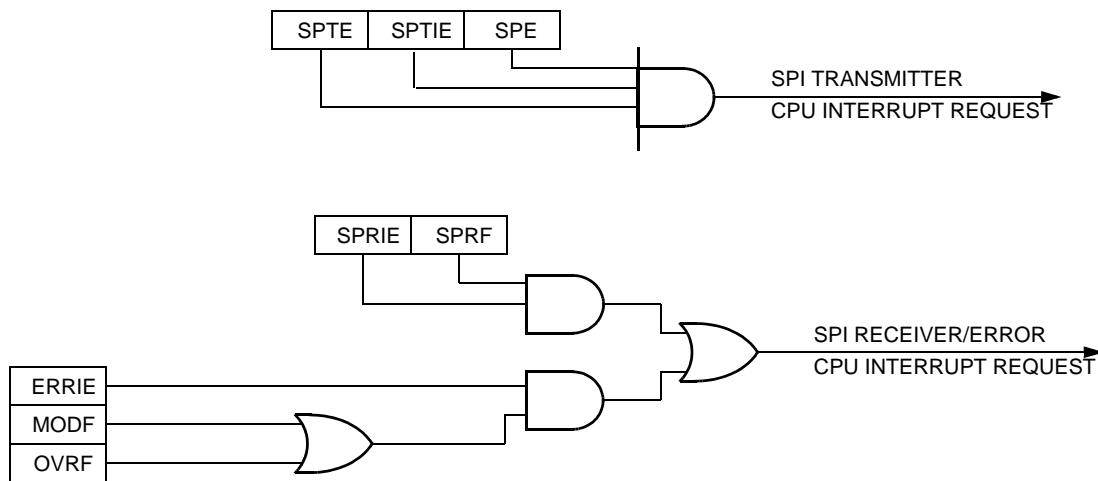 SPTE SPTIE SPE
SPI TRANSMITTER
CPU INTERRUPT REQUEST
SPRIE SPRF
SPI RECEIVER/ERROR
CPU INTERRUPT REQUEST
ERRIE
MODF
OVRF